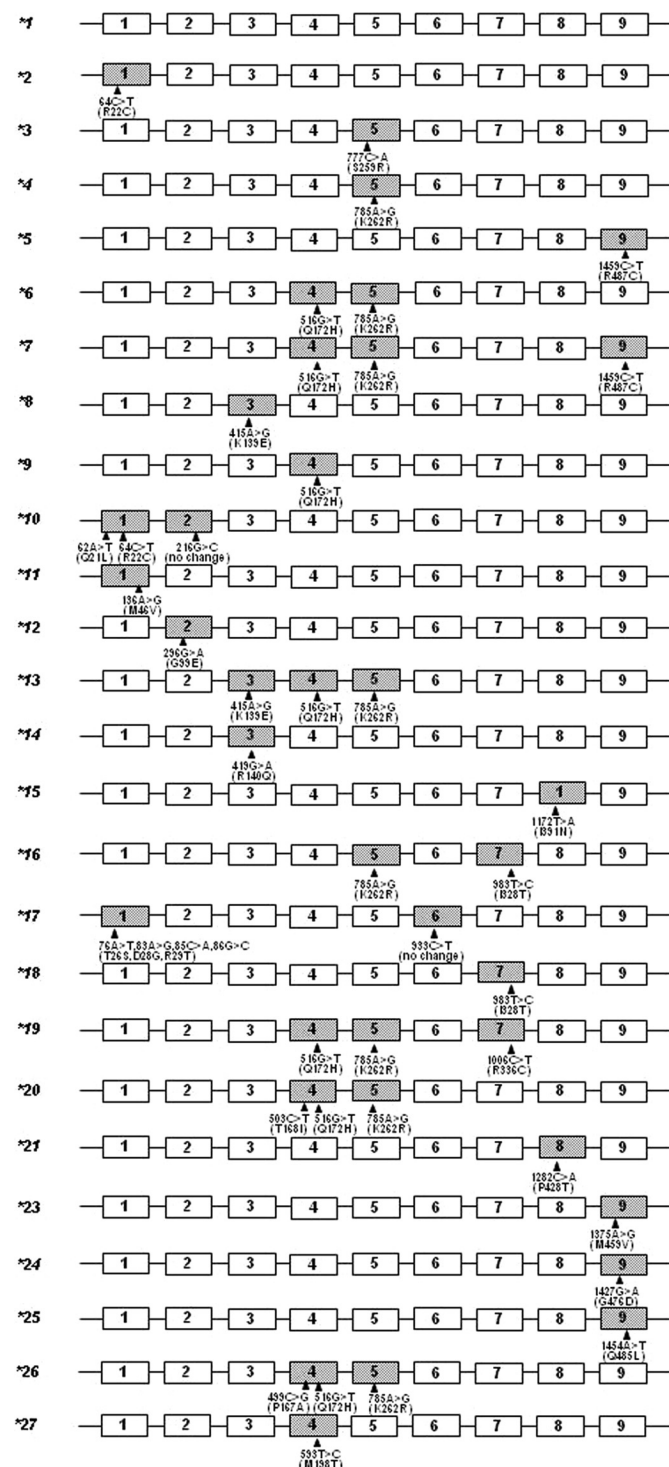 *1 1 2 3 4 5 6 7 8 9
*2 1 2 3 4 5 6 7 8 9
64C>T
(R22C)
*3 1 2 3 4 5 6 7 8 9
777C>A
(S259R)
*4 1 2 3 4 5 6 7 8 9
785A>G
(K262R)
*5 1 2 3 4 5 6 7 8 9
1459C>T
(R487C)
*6 1 2 3 4 5 6 7 8 9
516G>T 785A>G
(Q172H) (K262R)
*7 1 2 3 4 5 6 7 8 9
516G>T 785A>G 1459C>T
(Q172H) (K262R) (R487C)
*8 1 2 3 4 5 6 7 8 9
415A>G
(K139E)
*9 1 2 3 4 5 6 7 8 9
516G>T
(Q172H)
*10 1 2 3 4 5 6 7 8 9
62A>T 64C>T 216G>C
(Q21L) (R22C) (no change)
*11 1 2 3 4 5 6 7 8 9
136A>G
(M46V)
*12 1 2 3 4 5 6 7 8 9
296G>A
(G99E)
*13 1 2 3 4 5 6 7 8 9
415A>G 516G>T 785A>G
(K139E) (Q172H) (K262R)
*14 1 2 3 4 5 6 7 8 9
419G>A
(R140Q)
*15 1 2 3 4 5 6 7 1 9
1172T>A
(I391N)
*16 1 2 3 4 5 6 7 8 9
785A>G 983T>C
(K262R) (I328T)
*17 1 2 3 4 5 6 7 8 9
76A>T,83A>G,85C>A,86G>C 933C>T
(T26S,D28G,R29T) (no change)
*18 1 2 3 4 5 6 7 8 9
983T>C
(I328T)
*19 1 2 3 4 5 6 7 8 9
516G>T 785A>G 1006C>T
(Q172H) (K262R) (R336C)
*20 1 2 3 4 5 6 7 8 9
503C>T 516G>T 785A>G
(T168I) (Q172H) (K262R)
*21 1 2 3 4 5 6 7 8 9
1282C>A
(P428T)
*23 1 2 3 4 5 6 7 8 9
1375A>G
(M459V)
*24 1 2 3 4 5 6 7 8 9
1427G>A
(G476D)
*25 1 2 3 4 5 6 7 8 9
1454A>T
(Q485L)
*26 1 2 3 4 5 6 7 8 9
499C>G 516G>T 785A>G
(P167A) (Q172H) (K262R)
*27 1 2 3 4 5 6 7 8 9
593T>C
(M198T)